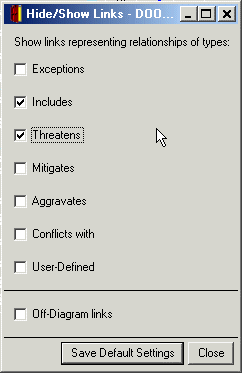 Hide/Show Links - DOO...
Show links representing relationships of types:
Exceptions
Includes
Threatens
Mitigates
Aggravates
Conflicts with
User-Defined
Off-Diagram links
Save Default Settings Close